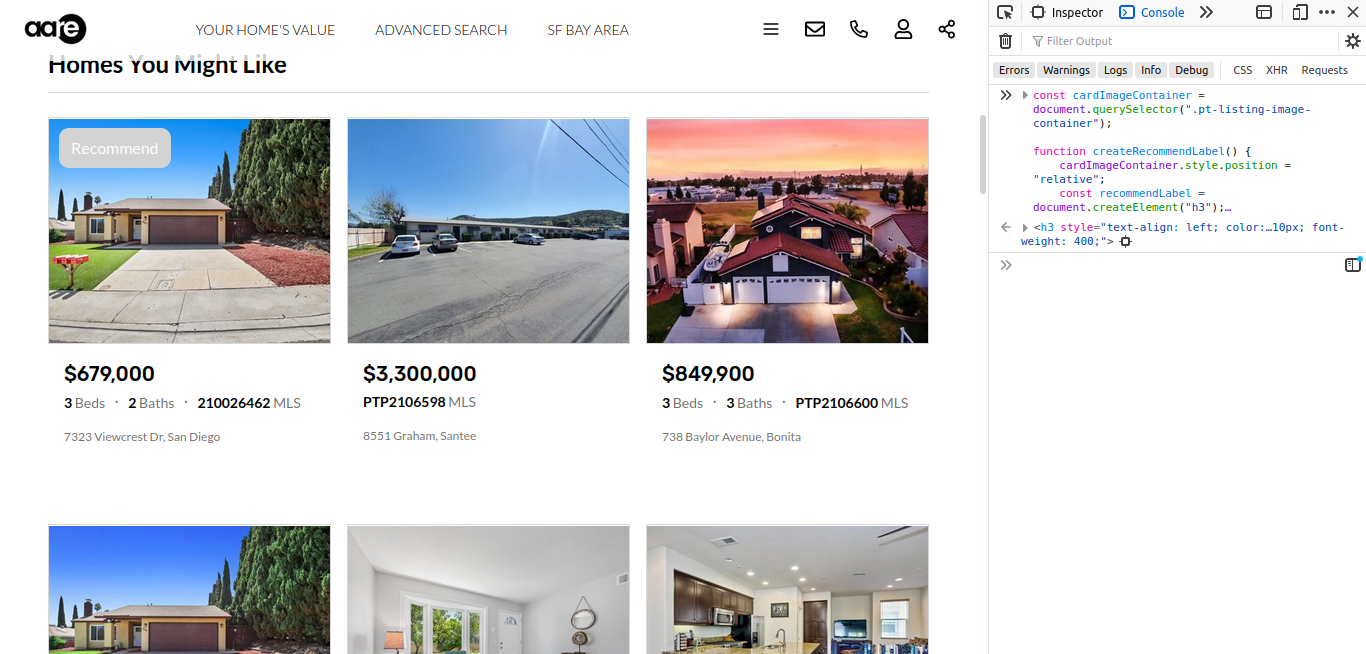 aare
YOUR HOME'S VALUE
ADVANCED SEARCH
SF BAY AREA
Homes You Might Like
Recommend
$679,000
3 Beds · 2 Baths · 210026462 MLS
7323 Viewcrest Dr, San Diego
$3,300,000
PTP2106598 MLS
8551 Graham, Santee
$849,900
3 Beds · 3 Baths · PTP2106600 MLS
738 Baylor Avenue, Bonita
Inspector
Console
Filter Output
Errors
Warnings
Logs
Info
Debug
CSS
XHR
Requests
const cardImageContainer =
document.querySelector(".pt-listing-image-
container");
function createRecommendLabel() {
cardImageContainer.style.position =
"relative";
const recommendLabel =
document.createElement("h3");…
<h3 style="text-align: left; color:…10px; font-
weight: 400;">